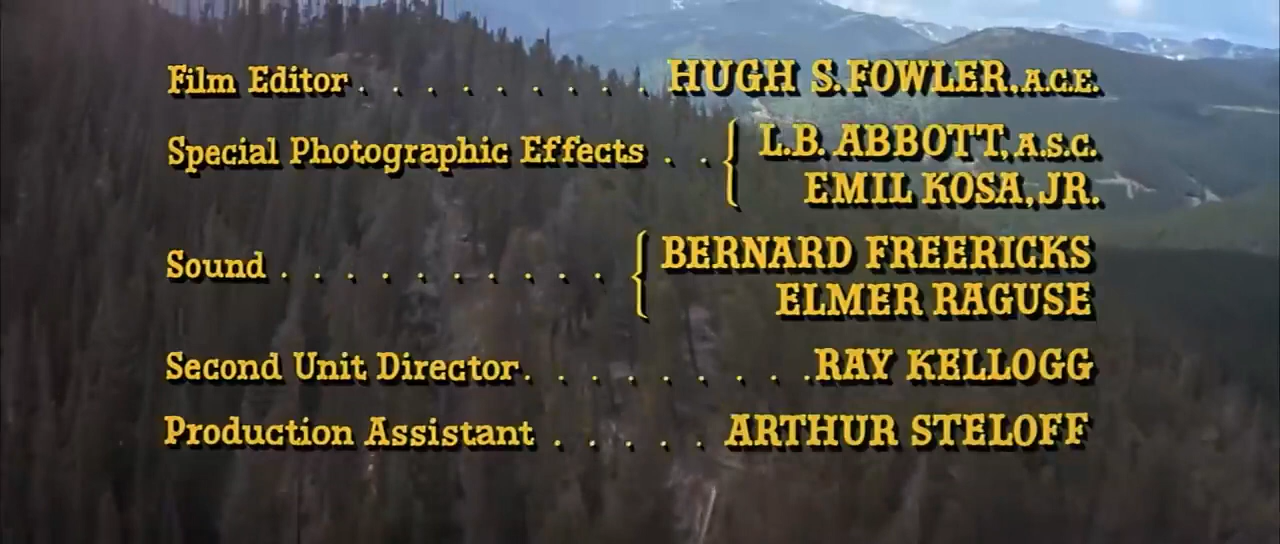 Film Editor . . . . . . . . . HUGH S. FOWLER, A.C.E.
Special Photographic Effects . . { L.B. ABBOTT, A.S.C.
EMIL KOSA, JR.
Sound . . . . . . . . . . { BERNARD FREERICKS
ELMER RAGUSE
Second Unit Director. . . . . . . . . RAY KELLOGG
Production Assistant . . . . . ARTHUR STELOFF